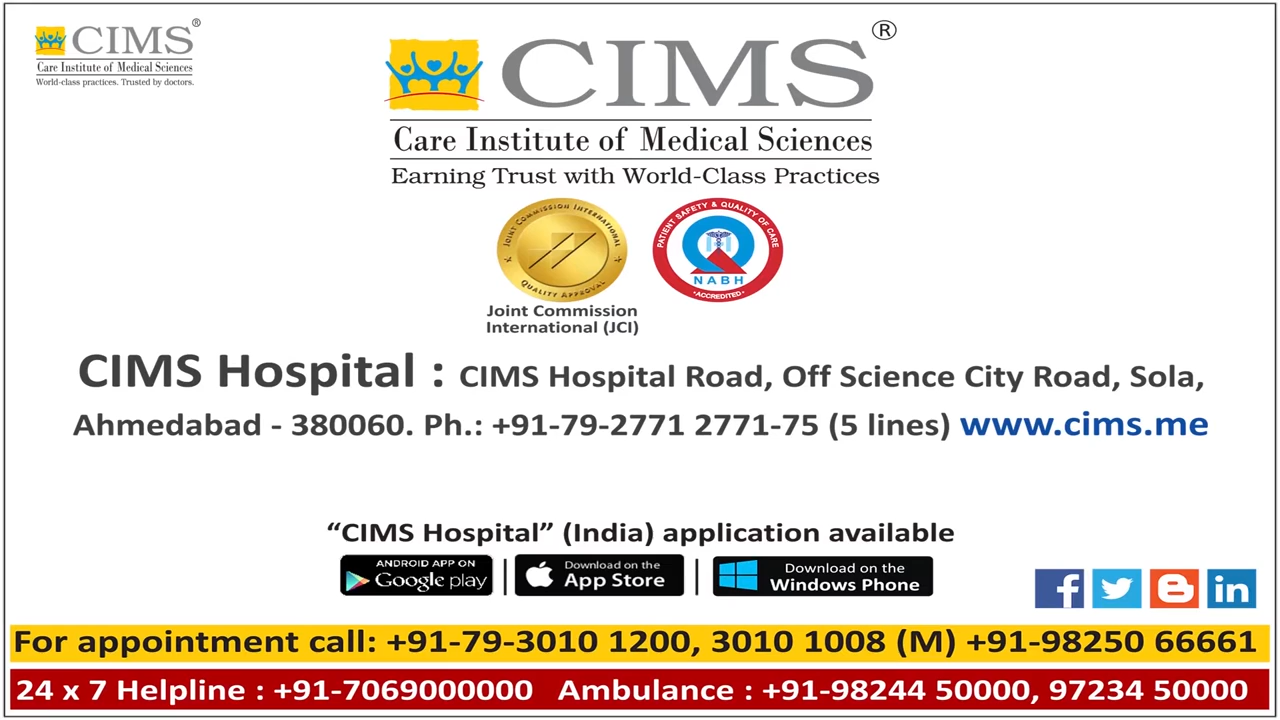 CIMS®
Care Institute of Medical Sciences
World-class practices. Trusted by doctors.
CIMS®
Care Institute of Medical Sciences
Earning Trust with World-Class Practices
JOINT COMMISSION INTERNATIONAL
QUALITY APPROVAL
PATIENT SAFETY & QUALITY OF CARE
NABH
•ACCREDITED•
Joint Commission
International (JCI)
CIMS Hospital : CIMS Hospital Road, Off Science City Road, Sola,
Ahmedabad - 380060. Ph.: +91-79-2771 2771-75 (5 lines) www.cims.me
“CIMS Hospital” (India) application available
ANDROID APP ON
Google play
Download on the
App Store
Download on the
Windows Phone
For appointment call: +91-79-3010 1200, 3010 1008 (M) +91-98250 66661
24 x 7 Helpline : +91-7069000000 Ambulance : +91-98244 50000, 97234 50000